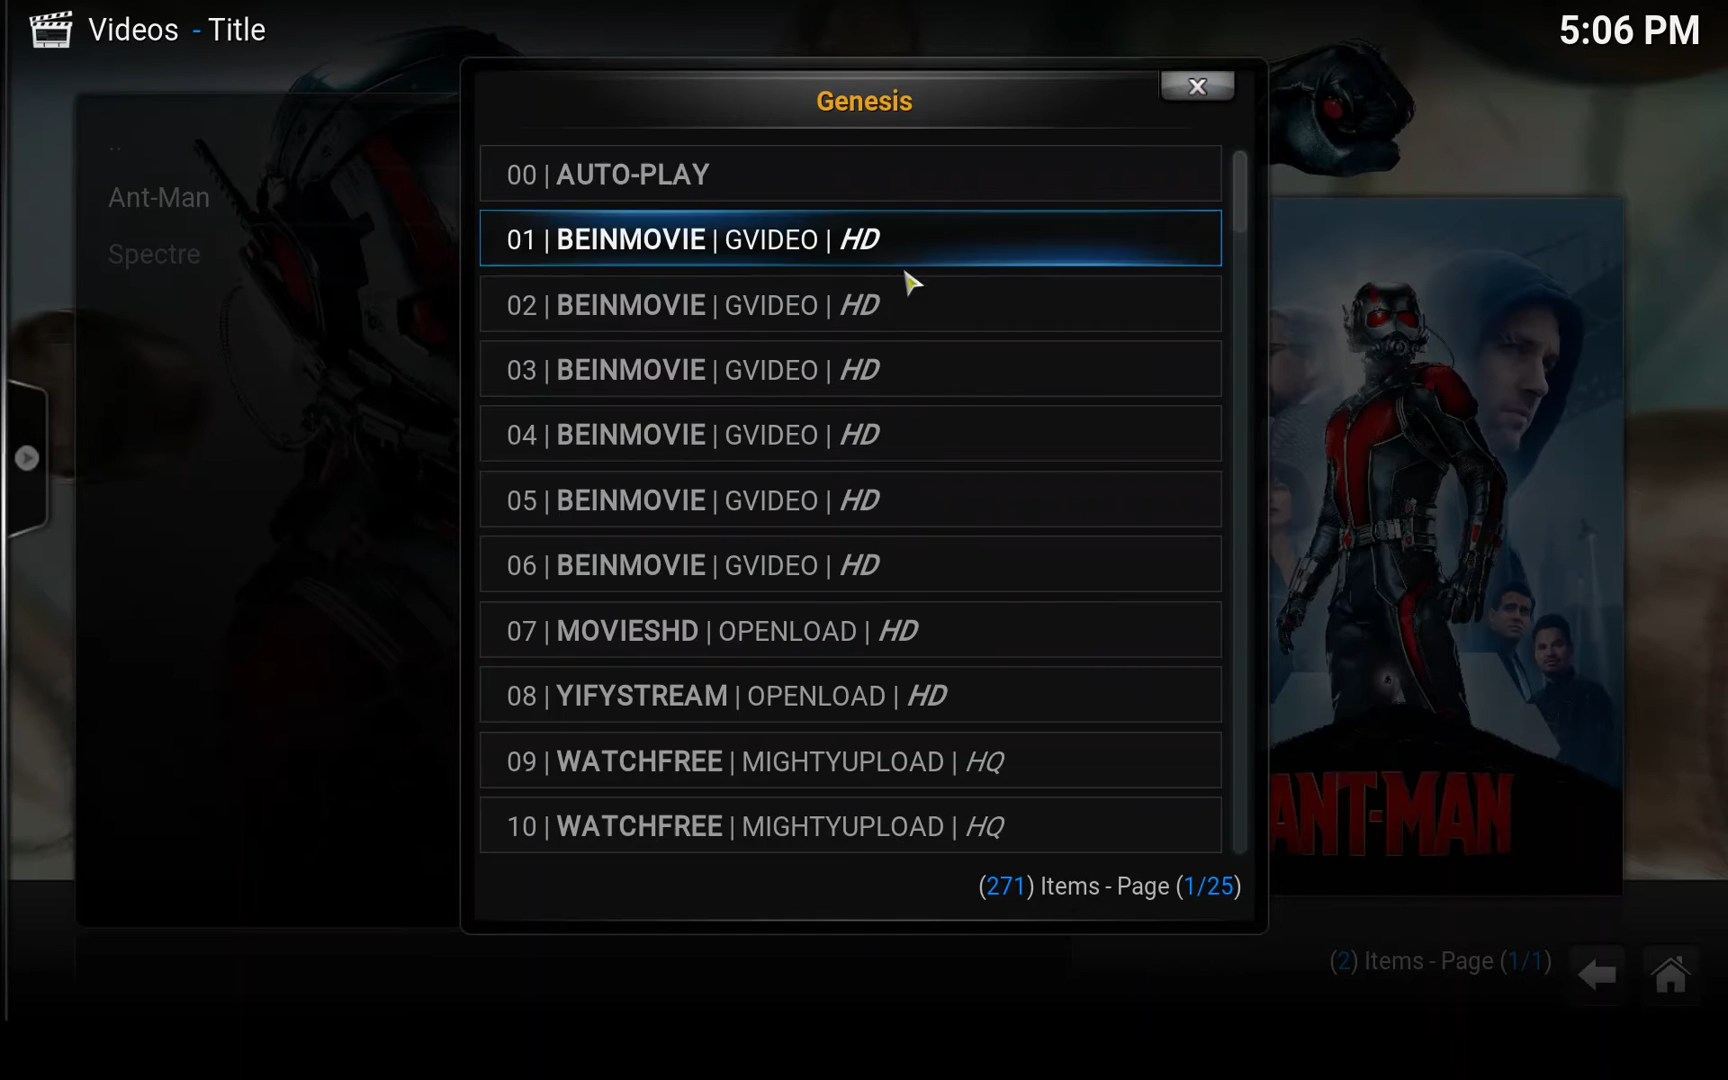 Videos - Title
5:06 PM
Genesis
..
Ant-Man
Spectre
00 | AUTO-PLAY
01 | BEINMOVIE | GVIDEO | HD
02 | BEINMOVIE | GVIDEO | HD
03 | BEINMOVIE | GVIDEO | HD
04 | BEINMOVIE | GVIDEO | HD
05 | BEINMOVIE | GVIDEO | HD
06 | BEINMOVIE | GVIDEO | HD
07 | MOVIESHD | OPENLOAD | HD
08 | YIFYSTREAM | OPENLOAD | HD
09 | WATCHFREE | MIGHTYUPLOAD | HQ
10 | WATCHFREE | MIGHTYUPLOAD | HQ
(271) Items - Page (1/25)
ANT-MAN
(2) Items - Page (1/1)